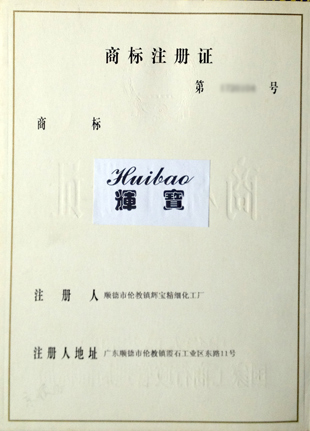 商标注册证
第 号
商标
Huibao
輝寶
注册人 顺德市伦教镇辉宝精细化工厂
注册人地址 广东顺德市伦教镇霞石工业区东路11号